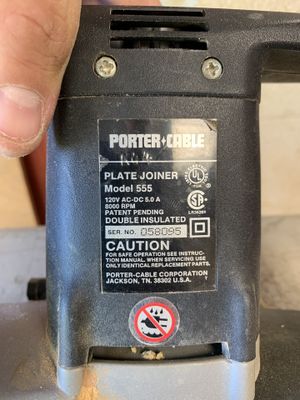 PORTER+CABLE
PLATE JOINER
Model 555
120V AC-DC 5.0 A
8000 RPM
PATENT PENDING
DOUBLE INSULATED
SER. NO. 058095
CAUTION
FOR SAFE OPERATION SEE INSTRUC-
TION MANUAL. WHEN SERVICING USE
ONLY IDENTICAL REPLACEMENT PARTS.
PORTER-CABLE CORPORATION
JACKSON, TN. 38302 U.S.A.